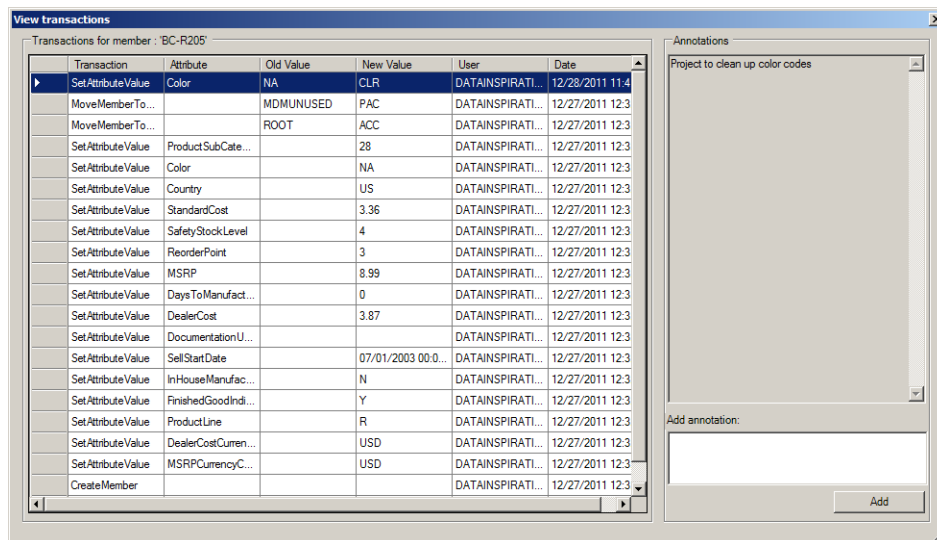 View transactions
Transactions for member : 'BC-R205'
Transaction Attribute Old Value New Value User Date
SetAttributeValue Color NA CLR DATAINSPIRATI... 12/28/2011 11:4
MoveMemberTo... MDMUNUSED PAC DATAINSPIRATI... 12/27/2011 12:3
MoveMemberTo... ROOT ACC DATAINSPIRATI... 12/27/2011 12:3
SetAttributeValue ProductSubCate... 28 DATAINSPIRATI... 12/27/2011 12:3
SetAttributeValue Color NA DATAINSPIRATI... 12/27/2011 12:3
SetAttributeValue Country US DATAINSPIRATI... 12/27/2011 12:3
SetAttributeValue StandardCost 3.36 DATAINSPIRATI... 12/27/2011 12:3
SetAttributeValue SafetyStockLevel 4 DATAINSPIRATI... 12/27/2011 12:3
SetAttributeValue ReorderPoint 3 DATAINSPIRATI... 12/27/2011 12:3
SetAttributeValue MSRP 8.99 DATAINSPIRATI... 12/27/2011 12:3
SetAttributeValue DaysToManufact... 0 DATAINSPIRATI... 12/27/2011 12:3
SetAttributeValue DealerCost 3.87 DATAINSPIRATI... 12/27/2011 12:3
SetAttributeValue DocumentationU... DATAINSPIRATI... 12/27/2011 12:3
SetAttributeValue SellStartDate 07/01/2003 00:0... DATAINSPIRATI... 12/27/2011 12:3
SetAttributeValue InHouseManufac... N DATAINSPIRATI... 12/27/2011 12:3
SetAttributeValue FinishedGoodIndi... Y DATAINSPIRATI... 12/27/2011 12:3
SetAttributeValue ProductLine R DATAINSPIRATI... 12/27/2011 12:3
SetAttributeValue DealerCostCurren... USD DATAINSPIRATI... 12/27/2011 12:3
SetAttributeValue MSRPCurrencyC... USD DATAINSPIRATI... 12/27/2011 12:3
CreateMember DATAINSPIRATI... 12/27/2011 12:3
Annotations
Project to clean up color codes
Add annotation:
Add